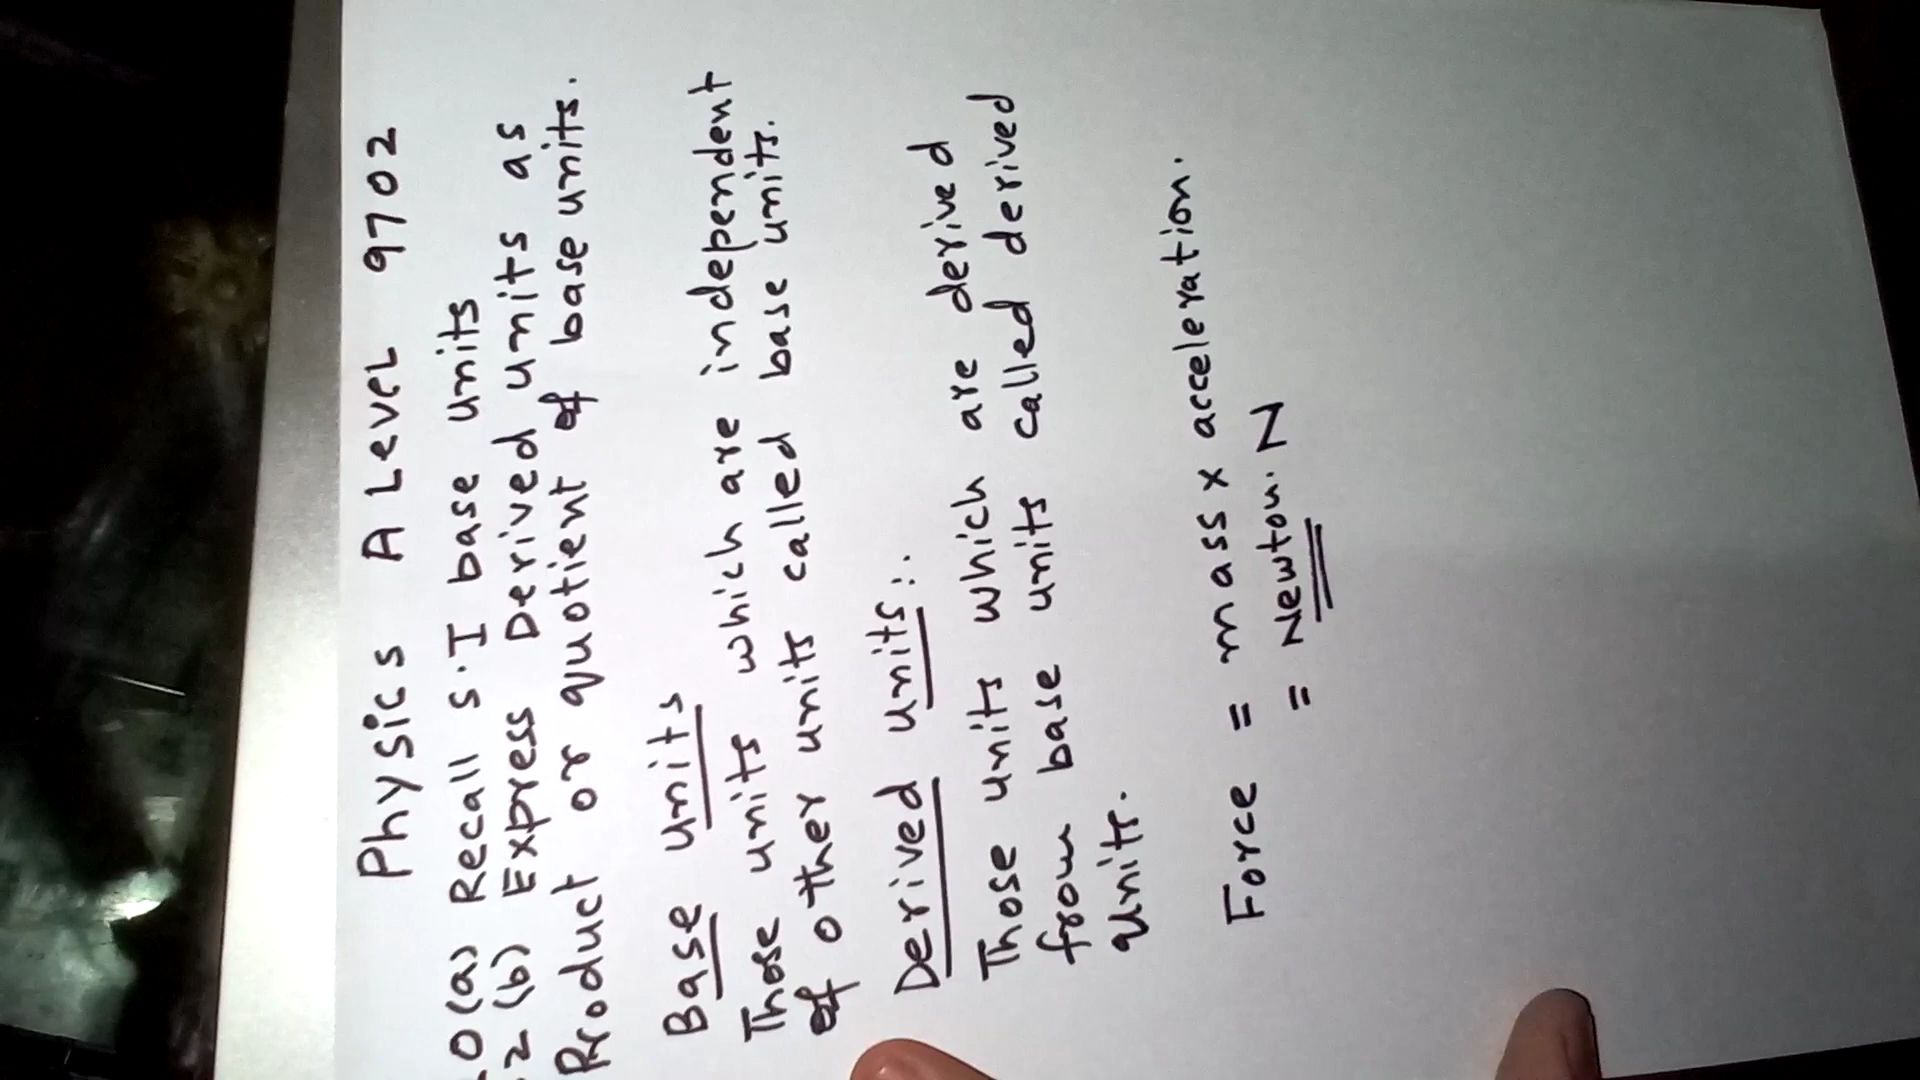 Physics A Level 9702
.0(a) Recall S.I base units
.2(b) Express Derived units as
Product or quotient of base units.
Base units
Those units which are independent
of other units called base units.
Derived units:.
Those units which are derived
from base units called derived
units.
Force = mass x acceleration.
= Newton. N